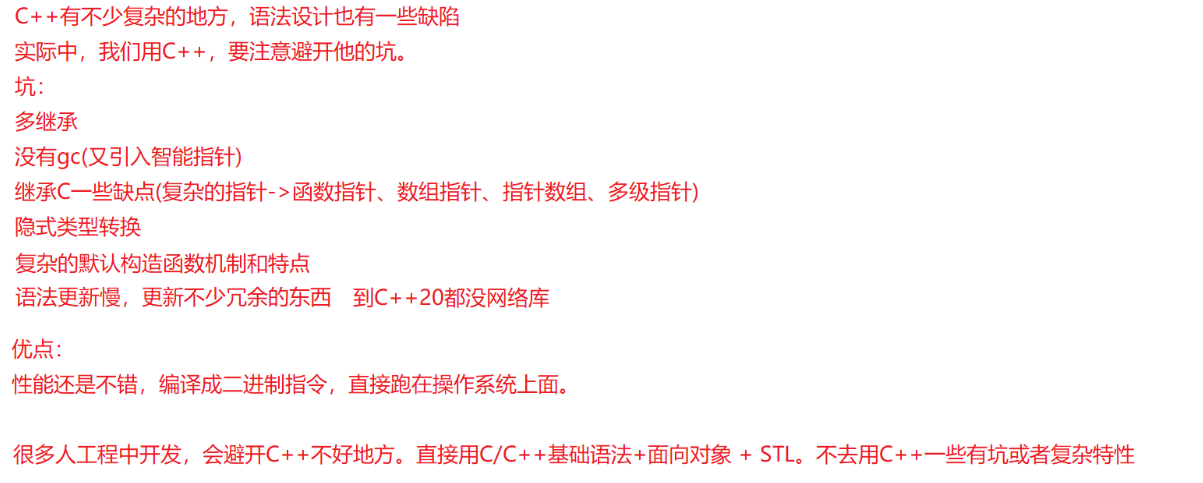 C++有不少复杂的地方，语法设计也有一些缺陷
实际中，我们用C++，要注意避开他的坑。
坑：
多继承
没有gc(又引入智能指针)
继承C一些缺点(复杂的指针->函数指针、数组指针、指针数组、多级指针)
隐式类型转换
复杂的默认构造函数机制和特点
语法更新慢，更新不少冗余的东西 到C++20都没网络库
优点：
性能还是不错，编译成二进制指令，直接跑在操作系统上面。
很多人工程中开发，会避开C++不好地方。直接用C/C++基础语法+面向对象 + STL。不去用C++一些有坑或者复杂特性